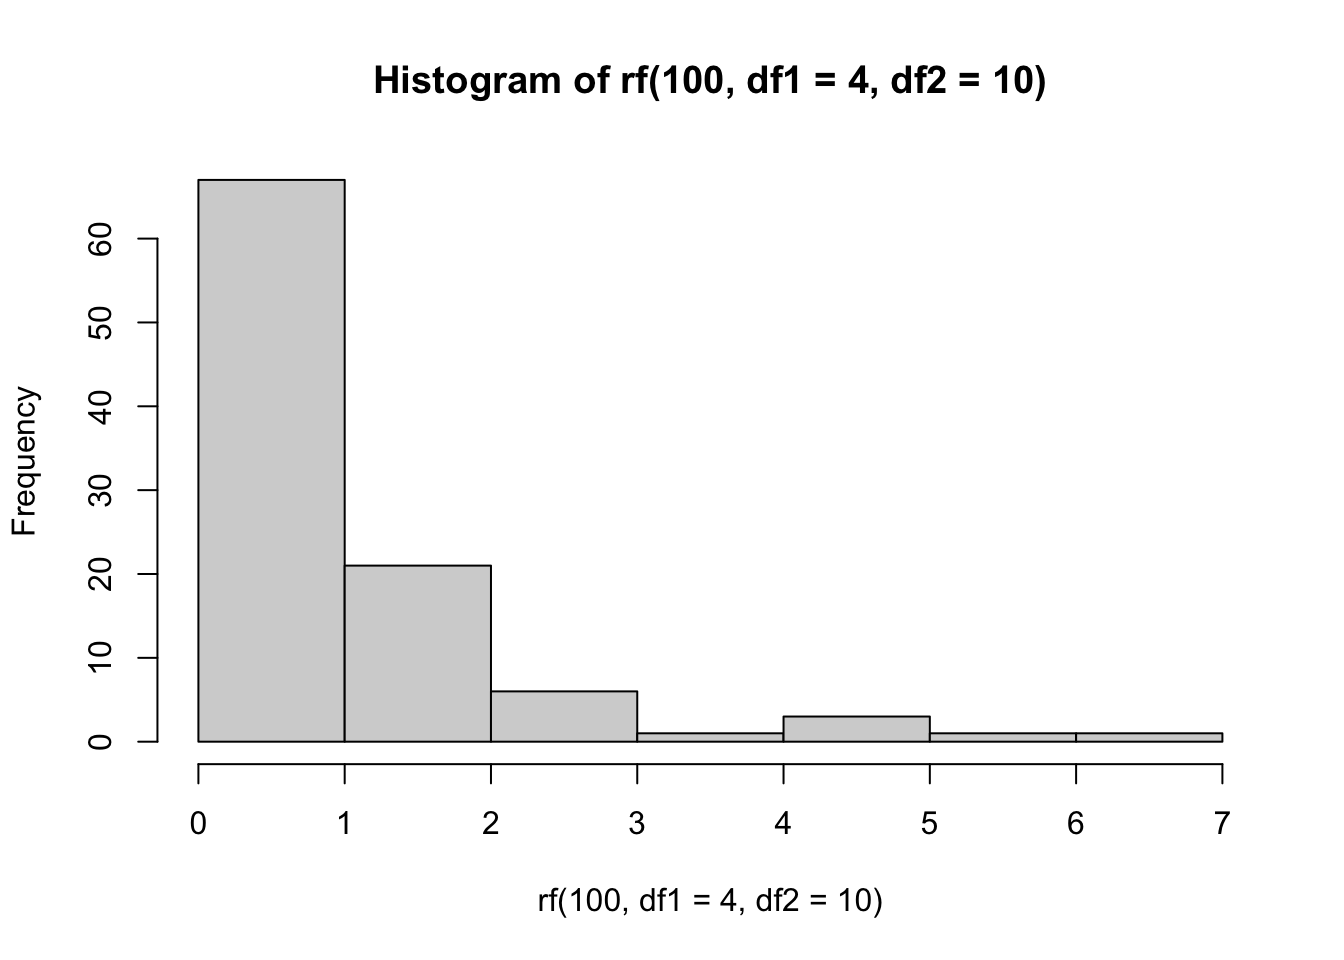 Histogram of rf(100, df1 = 4, df2 = 10)
Frequency
60
50
40
30
20
10
0
0 1 2 3 4 5 6 7
rf(100, df1 = 4, df2 = 10)